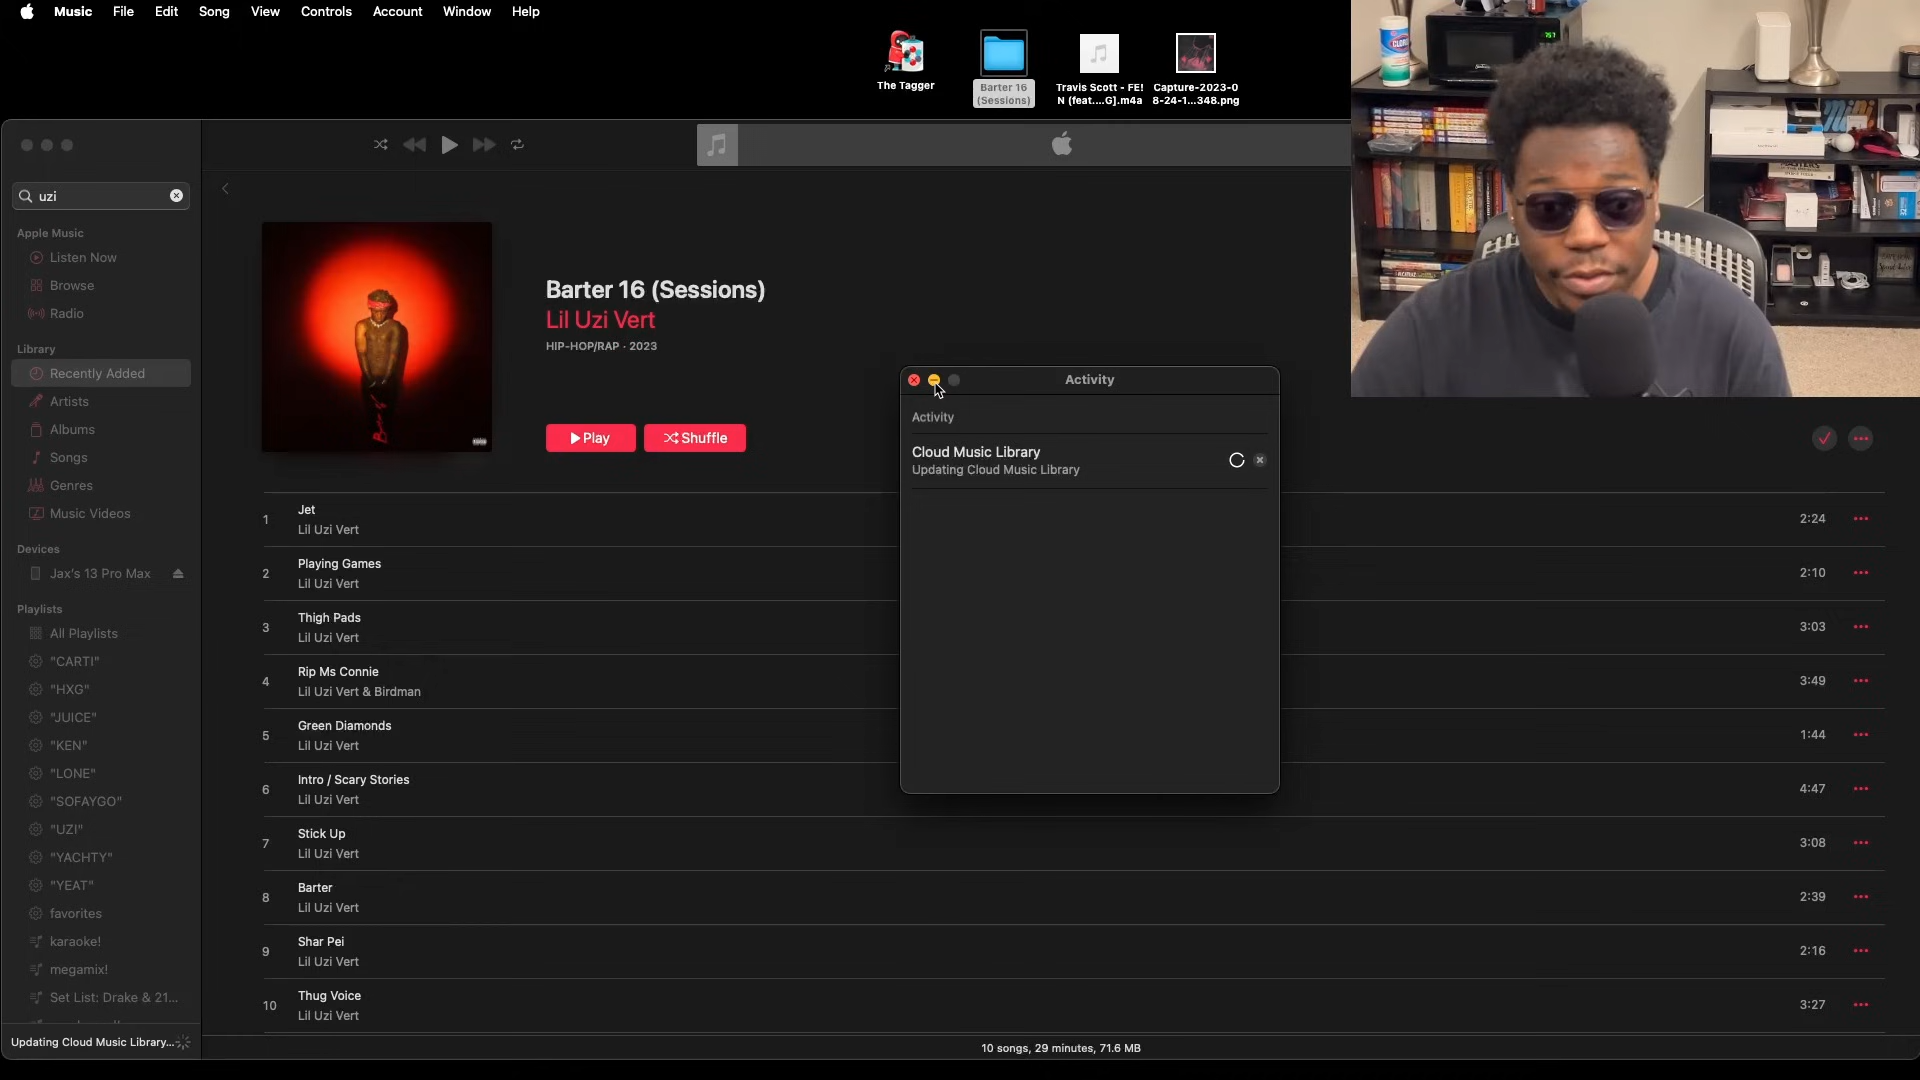 Music File Edit Song View Controls Account Window Help
The Tagger
Barter 16
(Sessions)
Travis Scott - FE!
N (feat....G].m4a
Capture-2023-0
8-24-1...348.png
uzi
Apple Music
Listen Now
Browse
Radio
Library
Recently Added
Artists
Albums
Songs
Genres
Music Videos
Devices
Jax's 13 Pro Max
Playlists
All Playlists
"CARTI"
"HXG"
"JUICE"
"KEN"
"LONE"
"SOFAYGO"
"UZI"
"YACHTY"
"YEAT"
favorites
karaoke!
megamix!
Set List: Drake & 21...
Updating Cloud Music Library...
Barter 16 (Sessions)
Lil Uzi Vert
HIP-HOP/RAP · 2023
Play
Shuffle
Activity
Activity
Cloud Music Library
Updating Cloud Music Library
1 Jet 2:24
Lil Uzi Vert
2 Playing Games 2:10
Lil Uzi Vert
3 Thigh Pads 3:03
Lil Uzi Vert
4 Rip Ms Connie 3:49
Lil Uzi Vert & Birdman
5 Green Diamonds 1:44
Lil Uzi Vert
6 Intro / Scary Stories 4:47
Lil Uzi Vert
7 Stick Up 3:08
Lil Uzi Vert
8 Barter 2:39
Lil Uzi Vert
9 Shar Pei 2:16
Lil Uzi Vert
10 Thug Voice 3:27
Lil Uzi Vert
10 songs, 29 minutes, 71.6 MB